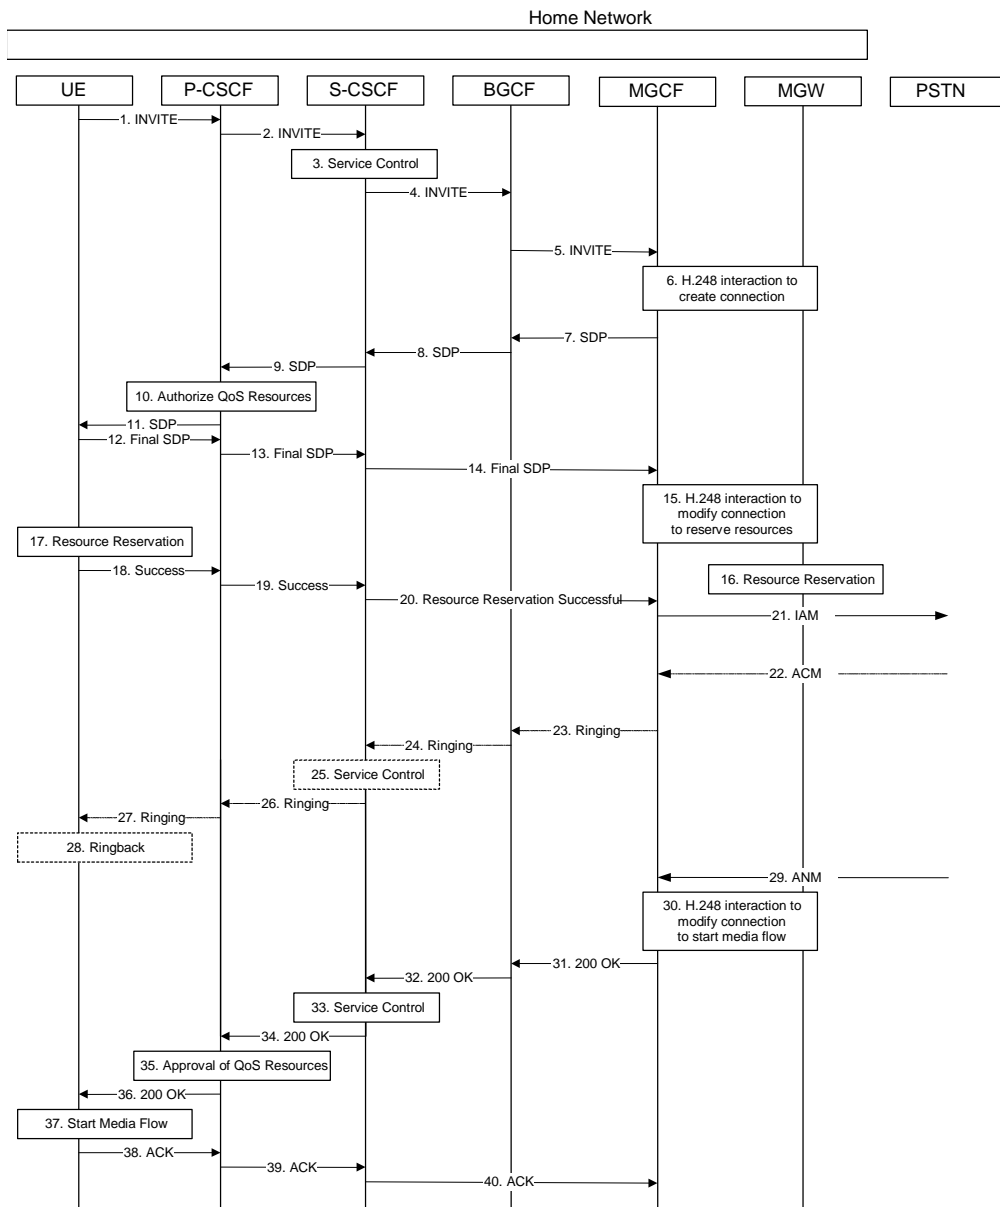 Home Network
UE
P-CSCF
S-CSCF
BGCF
MGCF
MGW
PSTN
1. INVITE
2. INVITE
3. Service Control
4. INVITE
5. INVITE
6. H.248 interaction to
create connection
7. SDP
8. SDP
9. SDP
10. Authorize QoS Resources
11. SDP
12. Final SDP
13. Final SDP
14. Final SDP
15. H.248 interaction to
modify connection
to reserve resources
17. Resource Reservation
16. Resource Reservation
18. Success
19. Success
20. Resource Reservation Successful
21. IAM
22. ACM
23. Ringing
24. Ringing
25. Service Control
26. Ringing
27. Ringing
28. Ringback
29. ANM
30. H.248 interaction to
modify connection
to start media flow
31. 200 OK
32. 200 OK
33. Service Control
34. 200 OK
35. Approval of QoS Resources
36. 200 OK
37. Start Media Flow
38. ACK
39. ACK
40. ACK